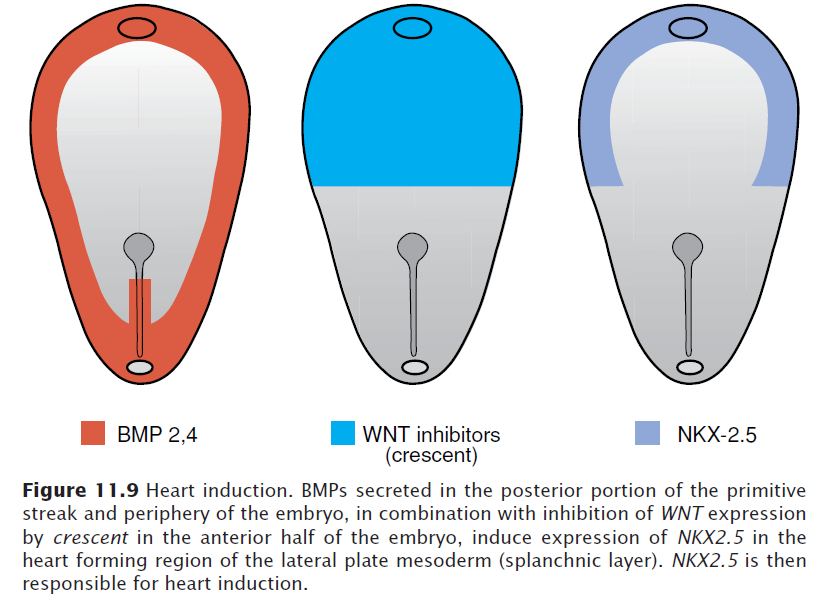 BMP 2,4
WNT inhibitors
(crescent)
NKX-2.5
Figure 11.9 Heart induction. BMPs secreted in the posterior portion of the primitive
streak and periphery of the embryo, in combination with inhibition of WNT expression
by crescent in the anterior half of the embryo, induce expression of NKX2.5 in the
heart forming region of the lateral plate mesoderm (splanchnic layer). NKX2.5 is then
responsible for heart induction.